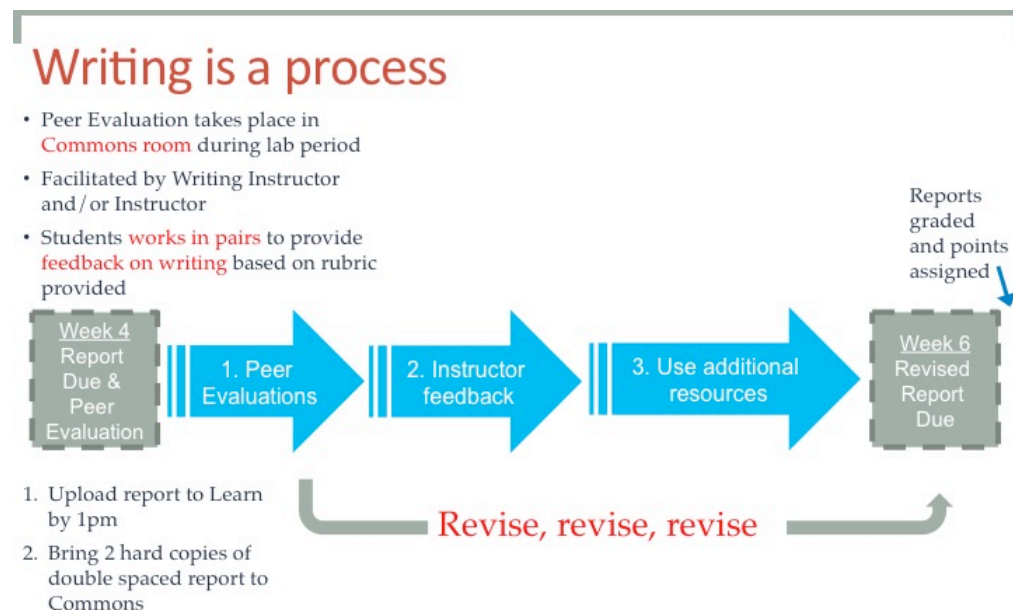 Writing is a process
• Peer Evaluation takes place in
Commons room during lab period
• Facilitated by Writing Instructor
and/or Instructor
• Students works in pairs to provide
feedback on writing based on rubric
provided
Reports
graded
and points
assigned
Week 4
Report
Due &
Peer
Evaluation
1. Peer
Evaluations
2. Instructor
feedback
3. Use additional
resources
Week 6
Revised
Report
Due
1. Upload report to Learn
by 1pm
2. Bring 2 hard copies of
double spaced report to
Commons
Revise, revise, revise